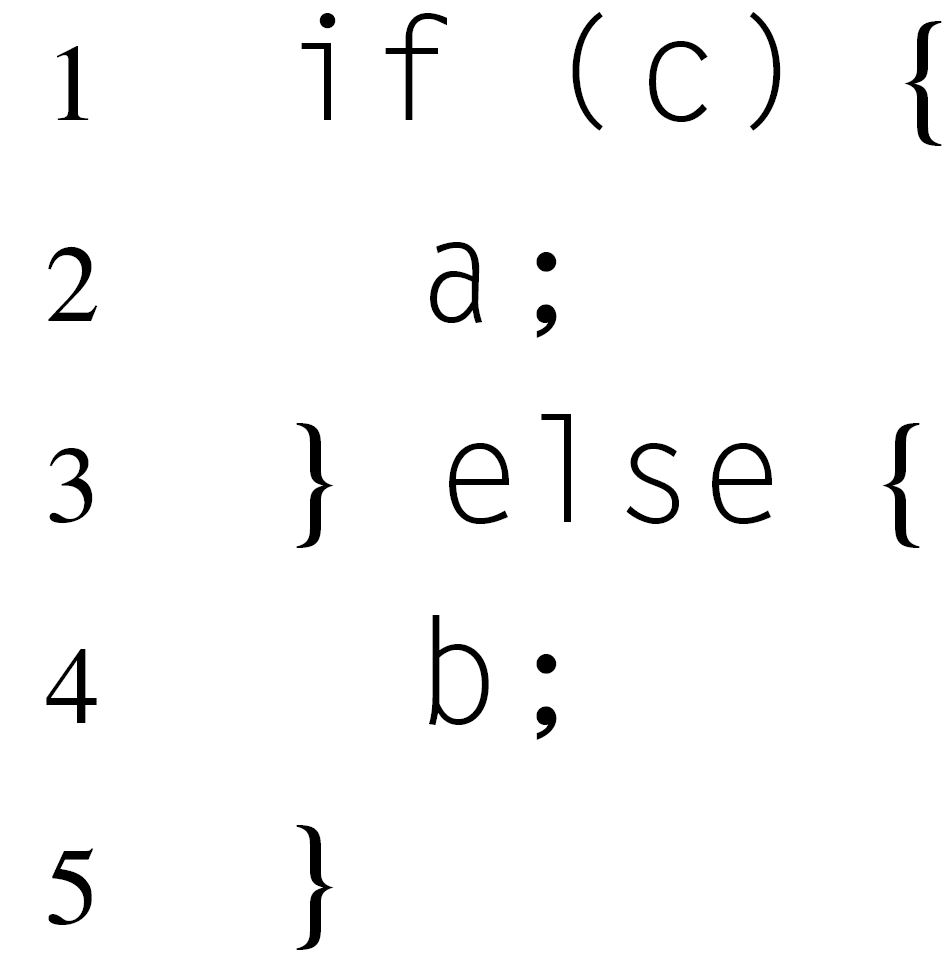 1 if (c) {
2 a;
3 } else {
4 b;
5 }